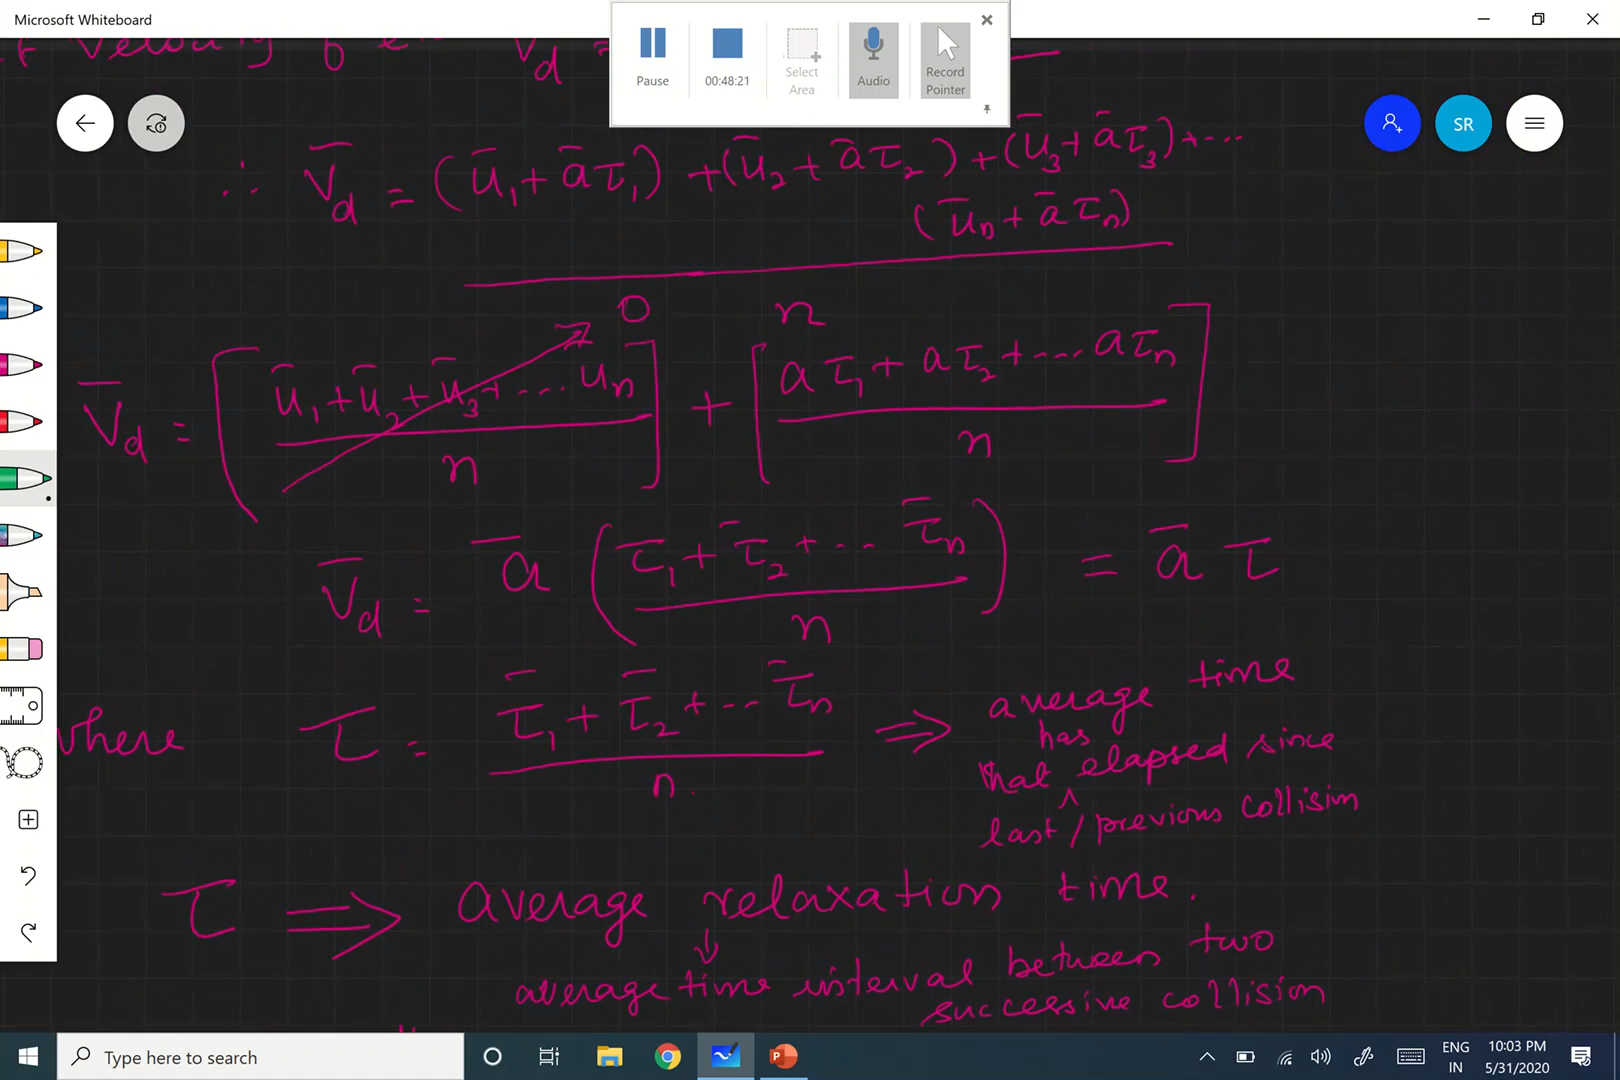 Microsoft Whiteboard
Pause
00:48:21
Select Area
Audio
Record Pointer
SR
velocity V̄d =
∴ V̄d = (ū₁ + āτ₁) + (ū₂ + āτ₂) + (ū₃ + āτ₃) + ....
(ūn + āτn)
n
0
V̄d = [ū₁ + ū₂ + ū₃ + .... un / n] + [aτ₁ + aτ₂ + .... aτn / n]
V̄d = ā (τ̄₁ + τ̄₂ + ... τ̄n / n) = ā τ
where τ = τ̄₁ + τ̄₂ + ... τ̄n / n ⇒ average time
that has elapsed since
last / previous collision
τ ⇒ average relaxation time.
↓
average time interval between two
successive collision
Type here to search
ENG
IN
10:03 PM
5/31/2020